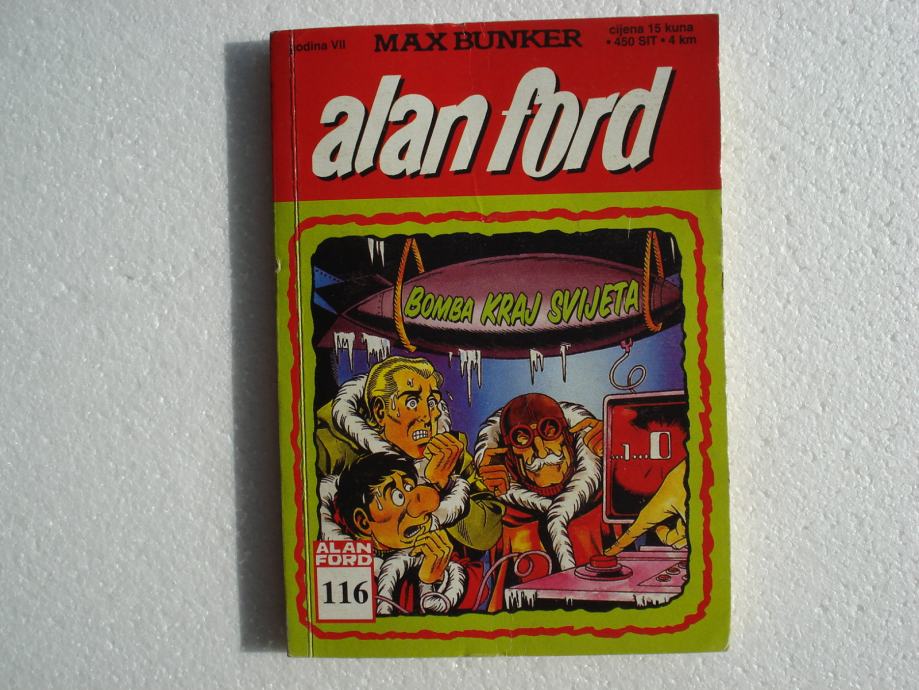 godina VII
MAX BUNKER
cijena 15 kuna
• 450 SIT • 4 km
alan ford
BOMBA KRAJ SVIJETA
...1...0
ALAN
FORD
116